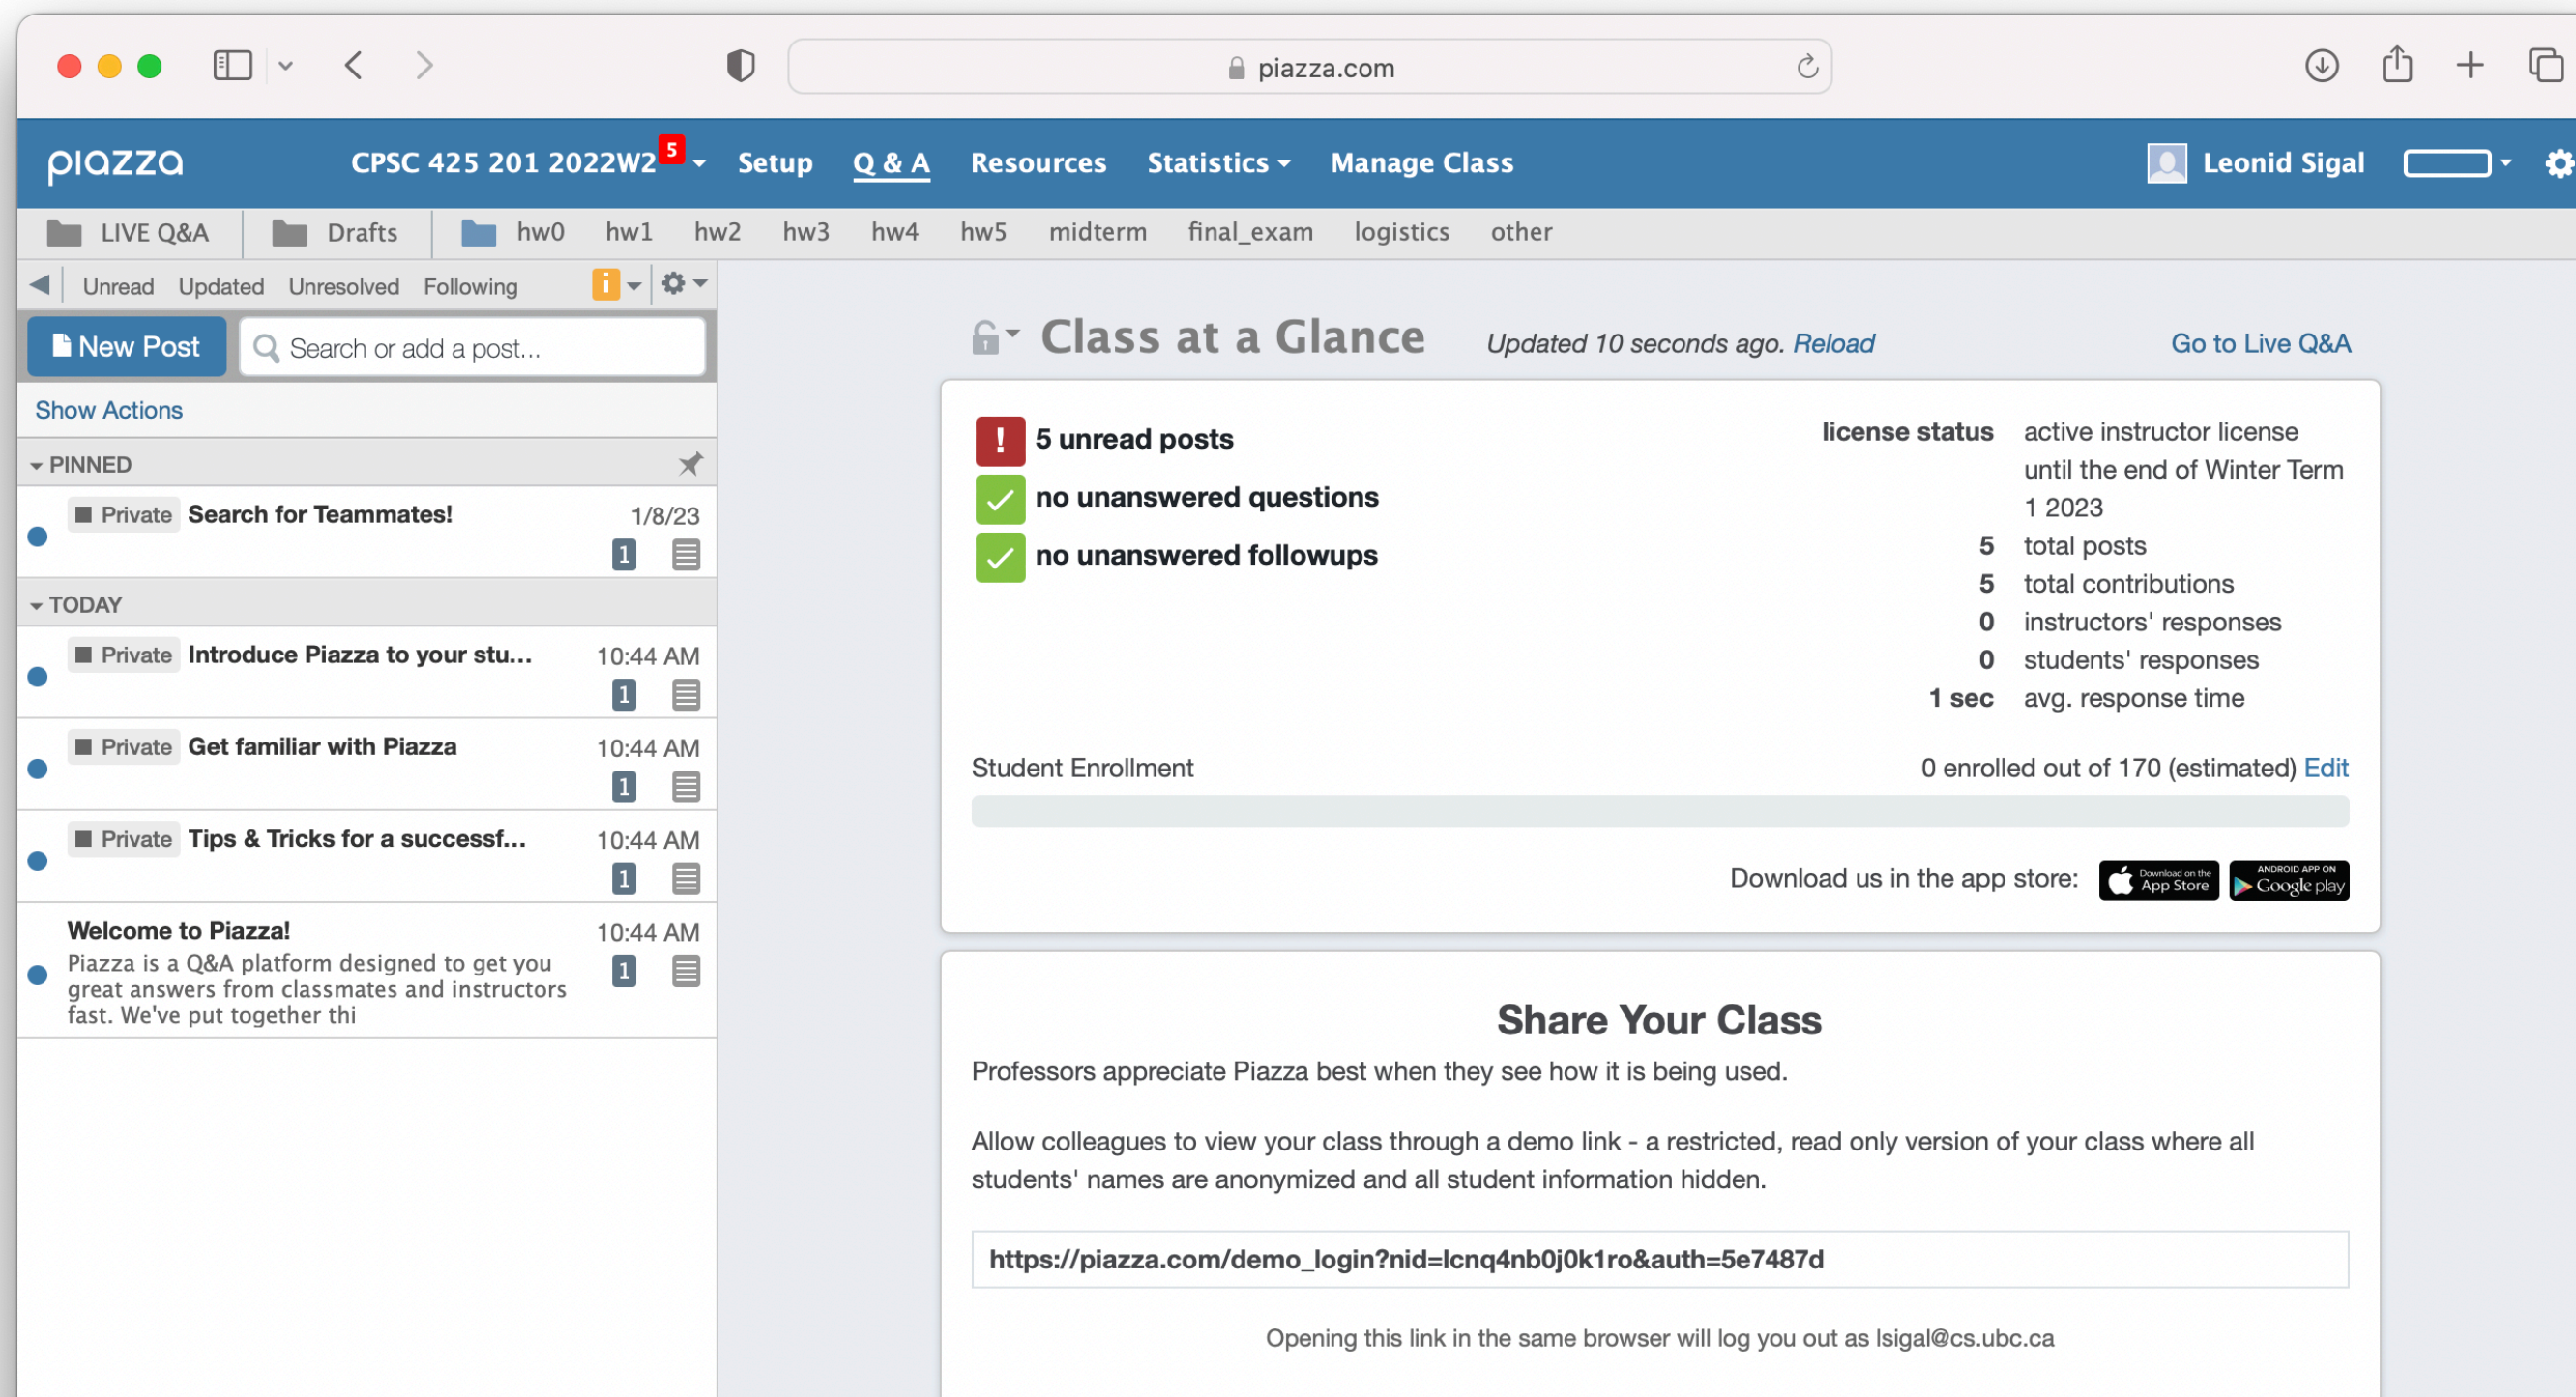 piazza.com
piazza
CPSC 425 201 2022W2 5 Setup Q & A Resources Statistics Manage Class Leonid Sigal
LIVE Q&A Drafts hw0 hw1 hw2 hw3 hw4 hw5 midterm final_exam logistics other
Unread Updated Unresolved Following i
New Post Search or add a post...
Show Actions
PINNED
Private Search for Teammates! 1/8/23
1
TODAY
Private Introduce Piazza to your stu... 10:44 AM
1
Private Get familiar with Piazza 10:44 AM
1
Private Tips & Tricks for a successf... 10:44 AM
1
Welcome to Piazza! 10:44 AM
Piazza is a Q&A platform designed to get you 1
great answers from classmates and instructors
fast. We've put together thi
Class at a Glance Updated 10 seconds ago. Reload Go to Live Q&A
! 5 unread posts
no unanswered questions
no unanswered followups
license status active instructor license
until the end of Winter Term
1 2023
5 total posts
5 total contributions
0 instructors' responses
0 students' responses
1 sec avg. response time
Student Enrollment 0 enrolled out of 170 (estimated) Edit
Download us in the app store: Download on the App Store ANDROID APP ON Google play
Share Your Class
Professors appreciate Piazza best when they see how it is being used.
Allow colleagues to view your class through a demo link - a restricted, read only version of your class where all
students' names are anonymized and all student information hidden.
https://piazza.com/demo_login?nid=lcnq4nb0j0k1ro&auth=5e7487d
Opening this link in the same browser will log you out as lsigal@cs.ubc.ca